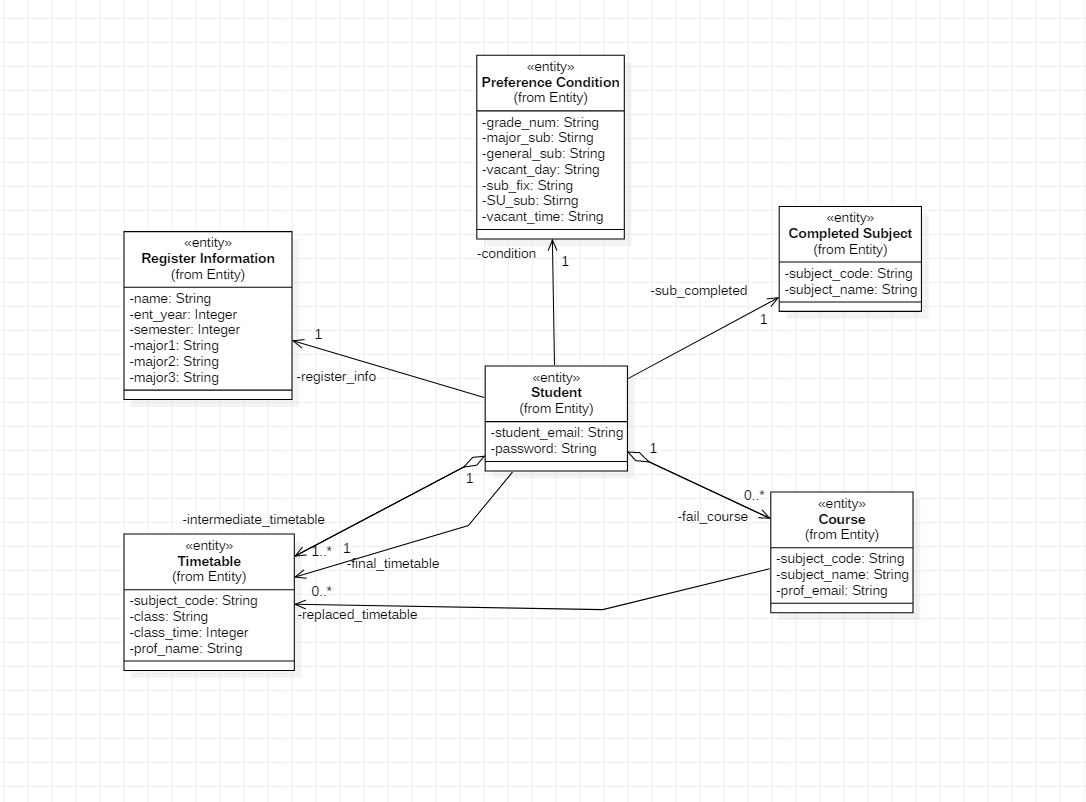 «entity»
Preference Condition
(from Entity)
-grade_num: String
-major_sub: Stirng
-general_sub: String
-vacant_day: String
-sub_fix: String
-SU_sub: Stirng
-vacant_time: String
-condition
1
«entity»
Completed Subject
(from Entity)
-subject_code: String
-subject_name: String
-sub_completed
1
«entity»
Register Information
(from Entity)
-name: String
-ent_year: Integer
-semester: Integer
-major1: String
-major2: String
-major3: String
1
-register_info
«entity»
Student
(from Entity)
-student_email: String
-password: String
1
1
0..*
-fail_course
-intermediate_timetable
1..*
1
-final_timetable
0..*
-replaced_timetable
«entity»
Timetable
(from Entity)
-subject_code: String
-class: String
-class_time: Integer
-prof_name: String
«entity»
Course
(from Entity)
-subject_code: String
-subject_name: String
-prof_email: String